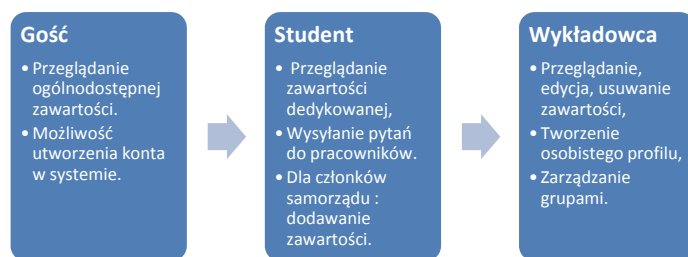 Gość
• Przeglądanie
ogólnodostępnej
zawartości.
• Możliwość
utworzenia konta
w systemie.
Student
• Przeglądanie
zawartości
dedykowanej,
• Wysyłanie pytań
do pracowników.
• Dla członków
samorządu :
dodawanie
zawartości.
Wykładowca
• Przeglądanie,
edycja, usuwanie
zawartości,
• Tworzenie
osobistego profilu,
• Zarządzanie
grupami.